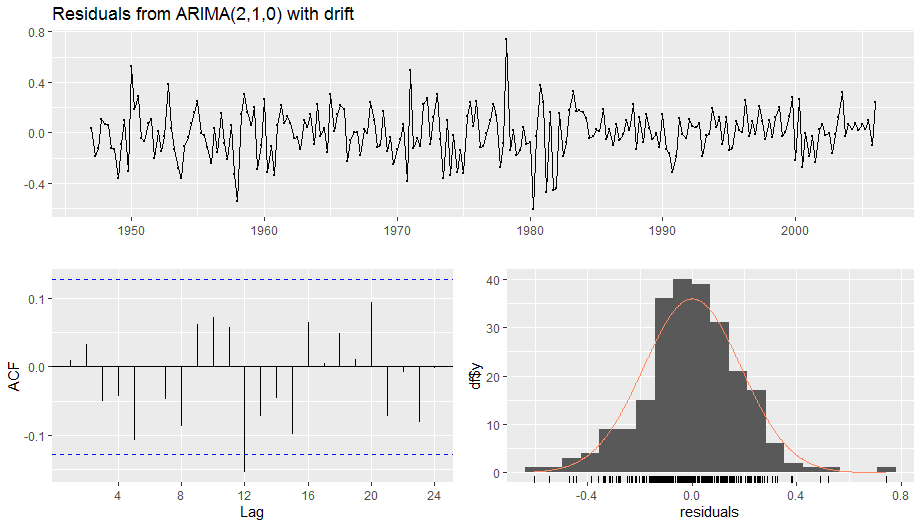 Residuals from ARIMA(2,1,0) with drift
0.8
0.4
0.0
-0.4
1950 1960 1970 1980 1990 2000
ACF
0.1
0.0
-0.1
4 8 12 16 20 24
Lag
df$y
40
30
20
10
0
-0.4 0.0 0.4 0.8
residuals